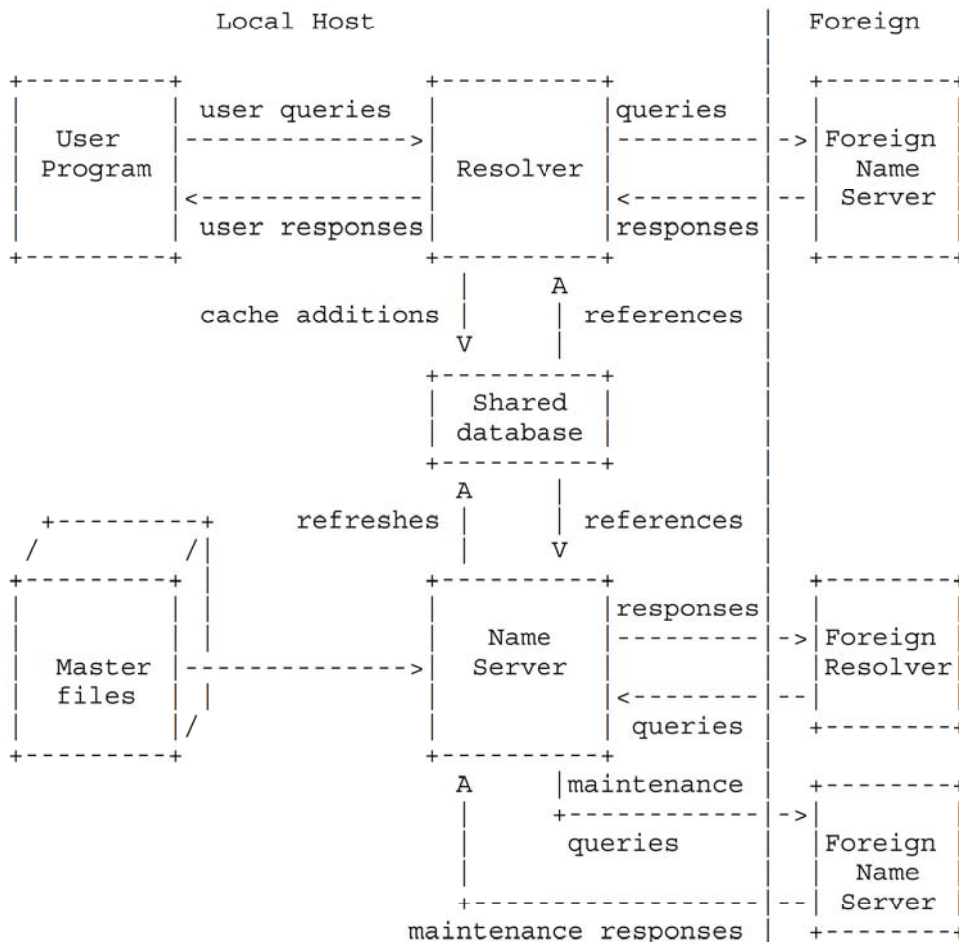 Local Host | Foreign
|
+---------+ +----------+ | +--------+
| | user queries | |queries | | |
| User |-------------->| |---------|->|Foreign |
| Program | | Resolver | | | Name |
| |<--------------| |<--------|--| Server |
| | user responses| |responses| | |
+---------+ +----------+ | +--------+
| A |
cache additions | | references |
V | |
+----------+ |
| Shared | |
| database | |
+----------+ |
A | |
+---------+ refreshes | | references |
/ /| | V |
+---------+ | +----------+ | +--------+
| | | | |responses| | |
| | | | Name |---------|->|Foreign |
| Master |-------------->| Server | | |Resolver|
| files | | | |<--------|--| |
| |/ | | queries | +--------+
+---------+ +----------+ |
A |maintenance | +--------+
| +------------|->| |
| queries | |Foreign |
| | | Name |
+------------------|--| Server |
maintenance responses | +--------+